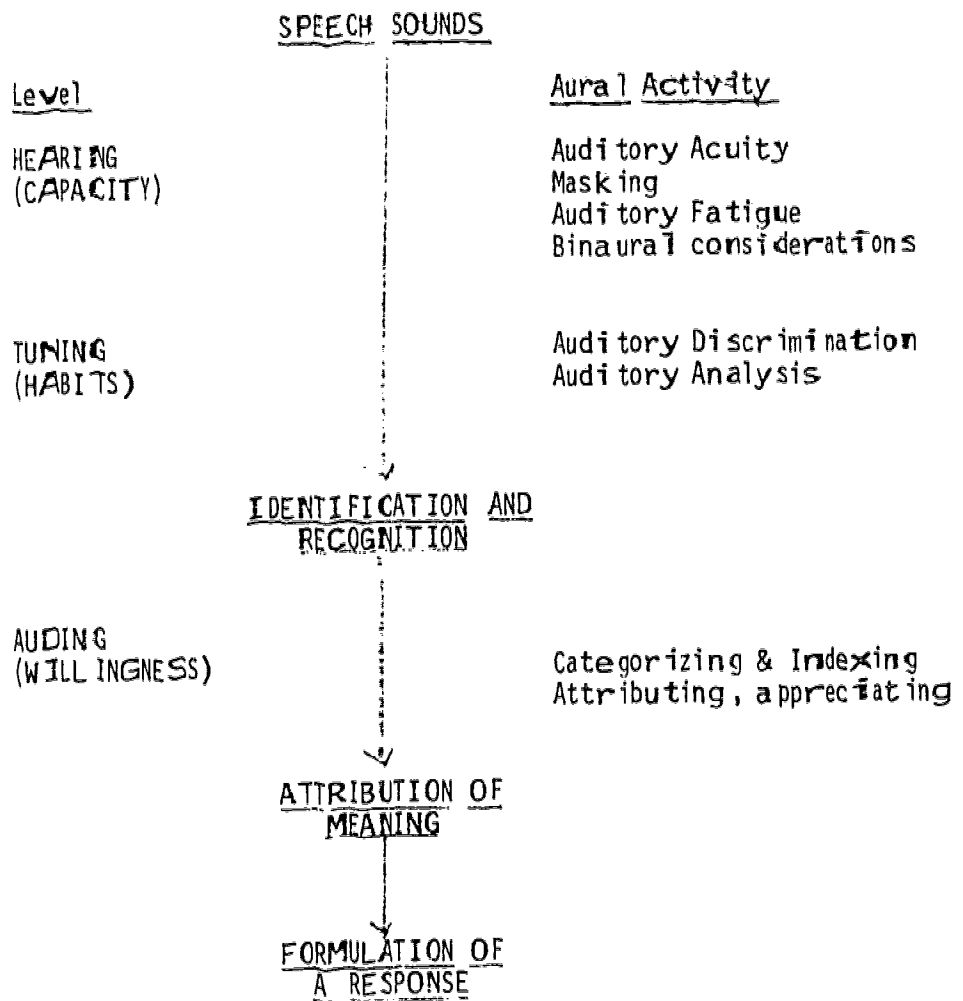 SPEECH SOUNDS
Level
Aural Activity
HEARING
(CAPACITY)
Auditory Acuity
Masking
Auditory Fatigue
Binaural considerations
TUNING
(HABITS)
Auditory Discrimination
Auditory Analysis
IDENTIFICATION AND
RECOGNITION
AUDING
(WILLINGNESS)
Categorizing & Indexing
Attributing, appreciating
ATTRIBUTION OF
MEANING
FORMULATION OF
A RESPONSE